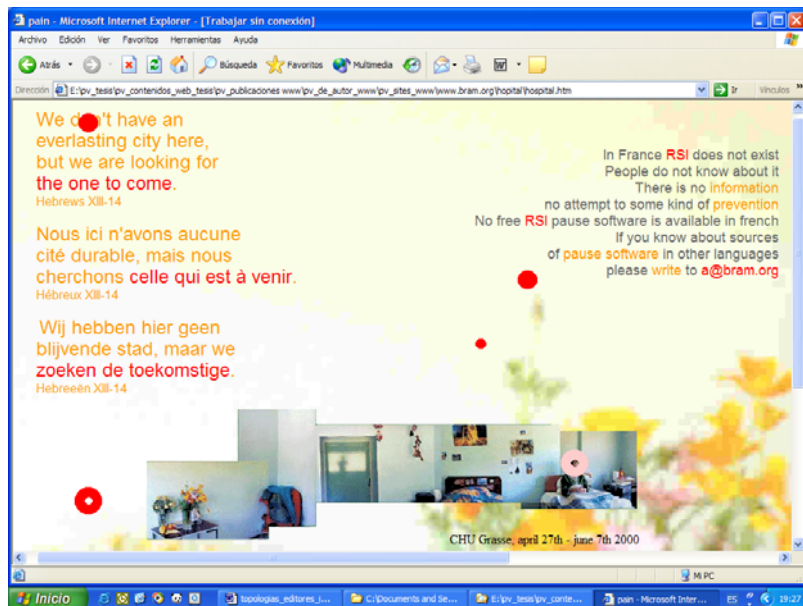 pain - Microsoft Internet Explorer - [Trabajar sin conexión]
Archivo Edición Ver Favoritos Herramientas Ayuda
Atrás Búsqueda Favoritos Multimedia
Dirección E:\pv_tesis\pv_contenidos_web_tesis\pv_publicaciones www\pv_de_autor_www\pv_sites_www\www.bram.org\hopital\hospital.htm Ir Vínculos »
We don't have an
everlasting city here,
but we are looking for
the one to come.
Hebrews XIII-14
Nous ici n'avons aucune
cité durable, mais nous
cherchons celle qui est à venir.
Hébreux XIII-14
Wij hebben hier geen
blijvende stad, maar we
zoeken de toekomstige.
Hebreeën XIII-14
In France RSI does not exist
People do not know about it
There is no information
no attempt to some kind of prevention
No free RSI pause software is available in french
If you know about sources
of pause software in other languages
please write to a@bram.org
CHU Grasse, april 27th - june 7th 2000
Mi PC
Inicio topologias_editores_i... C:\Documents and Se... E:\pv_tesis\pv_conte... pain - Microsoft Inter... ES 19:27